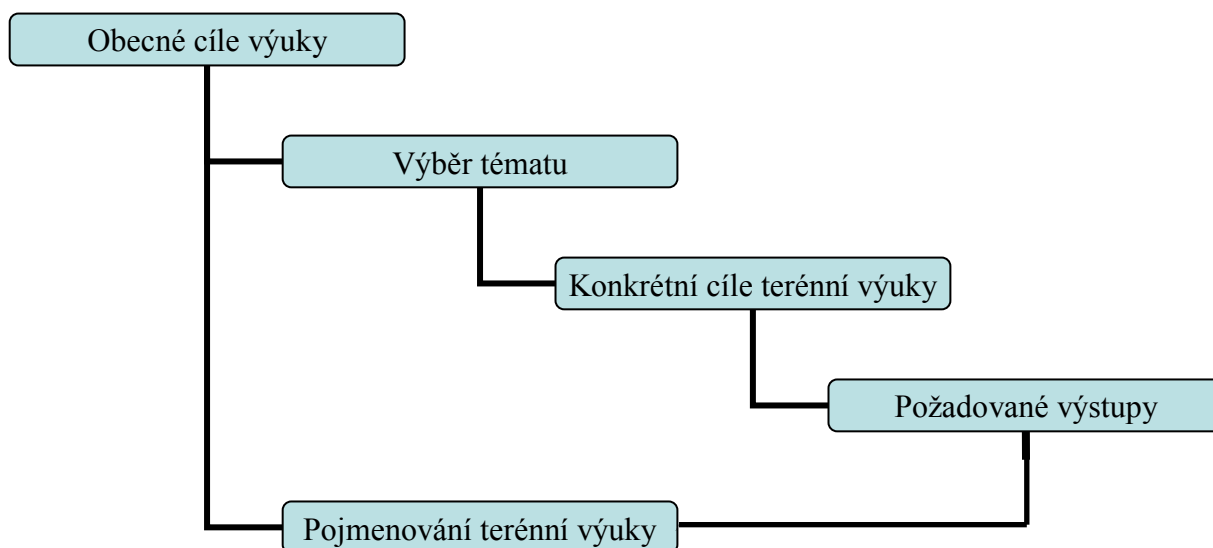 Obecné cíle výuky
Výběr tématu
Konkrétní cíle terénní výuky
Požadované výstupy
Pojmenování terénní výuky